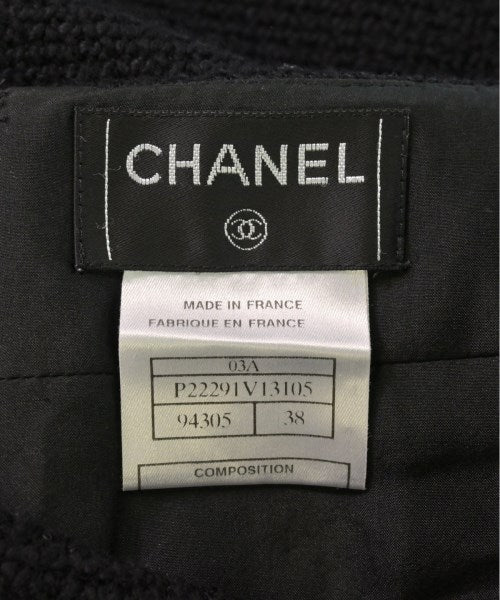 CHANEL
MADE IN FRANCE
FABRIQUE EN FRANCE
03A
P22291V13105
94305 38
COMPOSITION